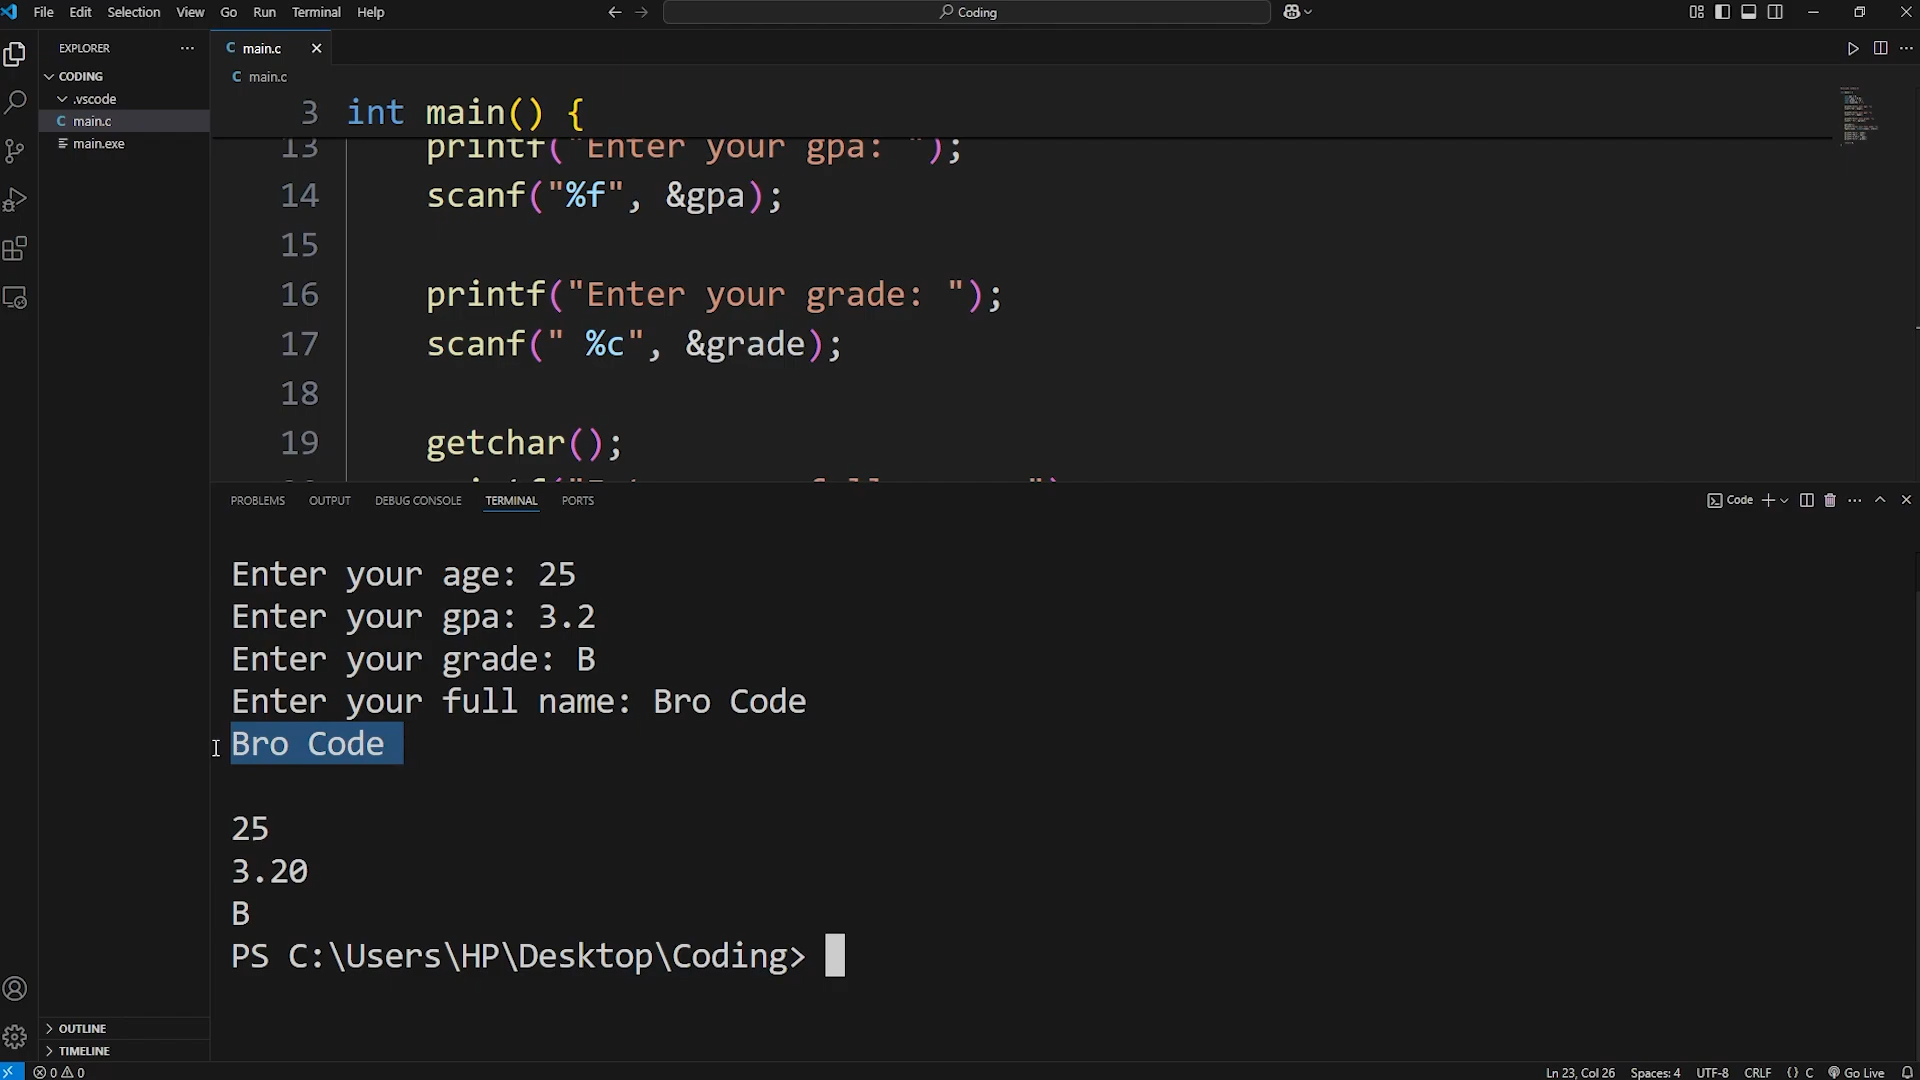 File Edit Selection View Go Run Terminal Help
Coding
EXPLORER
CODING
.vscode
C main.c
main.exe
C main.c
C main.c
3 int main() {
13 printf("Enter your gpa: ");
14 scanf("%f", &gpa);
15
16 printf("Enter your grade: ");
17 scanf(" %c", &grade);
18
19 getchar();
PROBLEMS OUTPUT DEBUG CONSOLE TERMINAL PORTS
Code
Enter your age: 25
Enter your gpa: 3.2
Enter your grade: B
Enter your full name: Bro Code
Bro Code
25
3.20
B
PS C:\Users\HP\Desktop\Coding>
OUTLINE
TIMELINE
0 0
Ln 23, Col 26 Spaces: 4 UTF-8 CRLF {} C Go Live